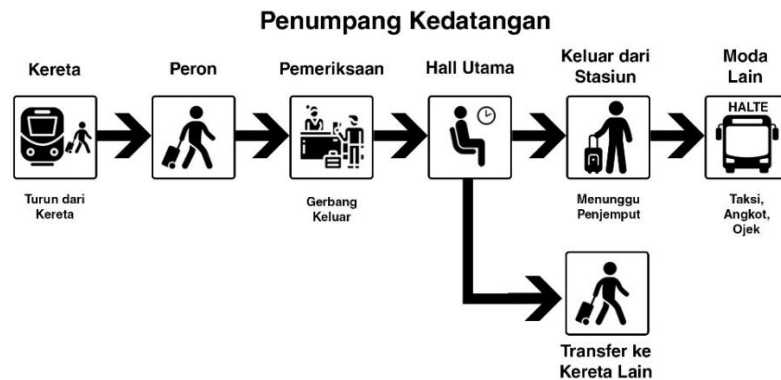 Penumpang Kedatangan
Kereta
Peron
Pemeriksaan
Hall Utama
Keluar dari
Stasiun
Moda
Lain
HALTE
Turun dari
Kereta
Gerbang
Keluar
Menunggu
Penjemput
Taksi,
Angkot,
Ojek
Transfer ke
Kereta Lain